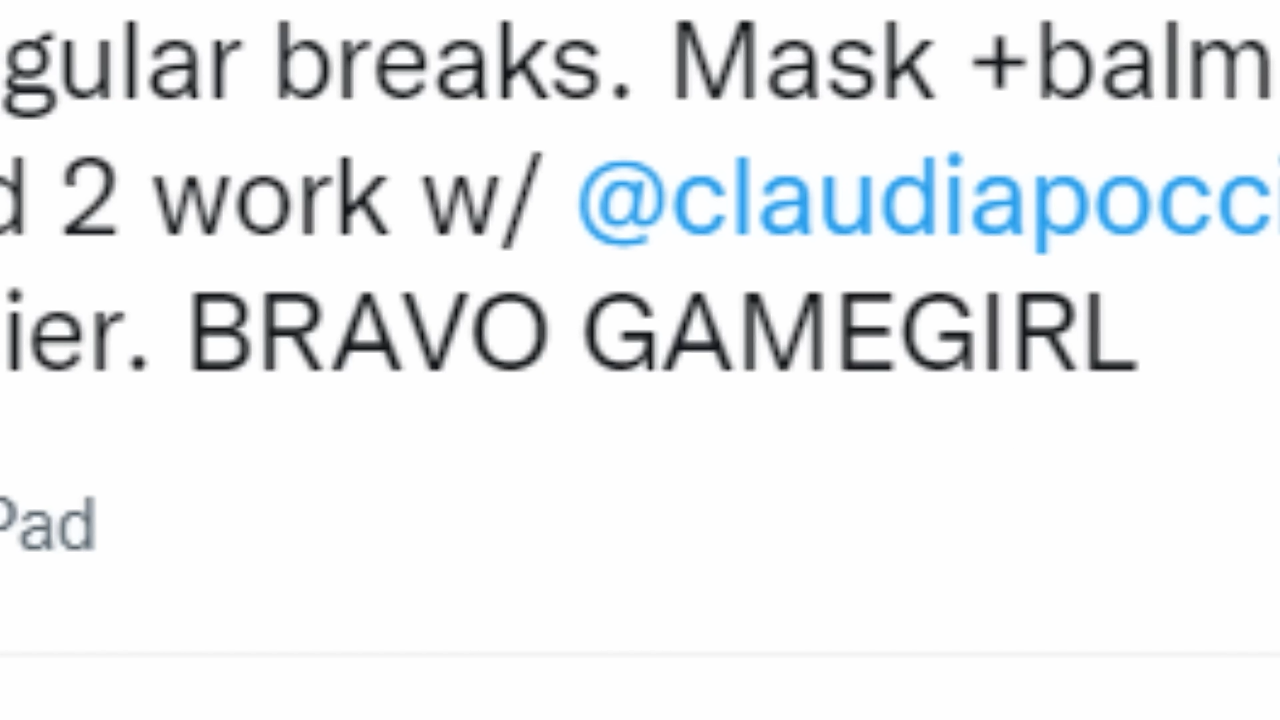 gular breaks. Mask +balm
d 2 work w/ @claudiapocci
ier. BRAVO GAMEGIRL
Pad